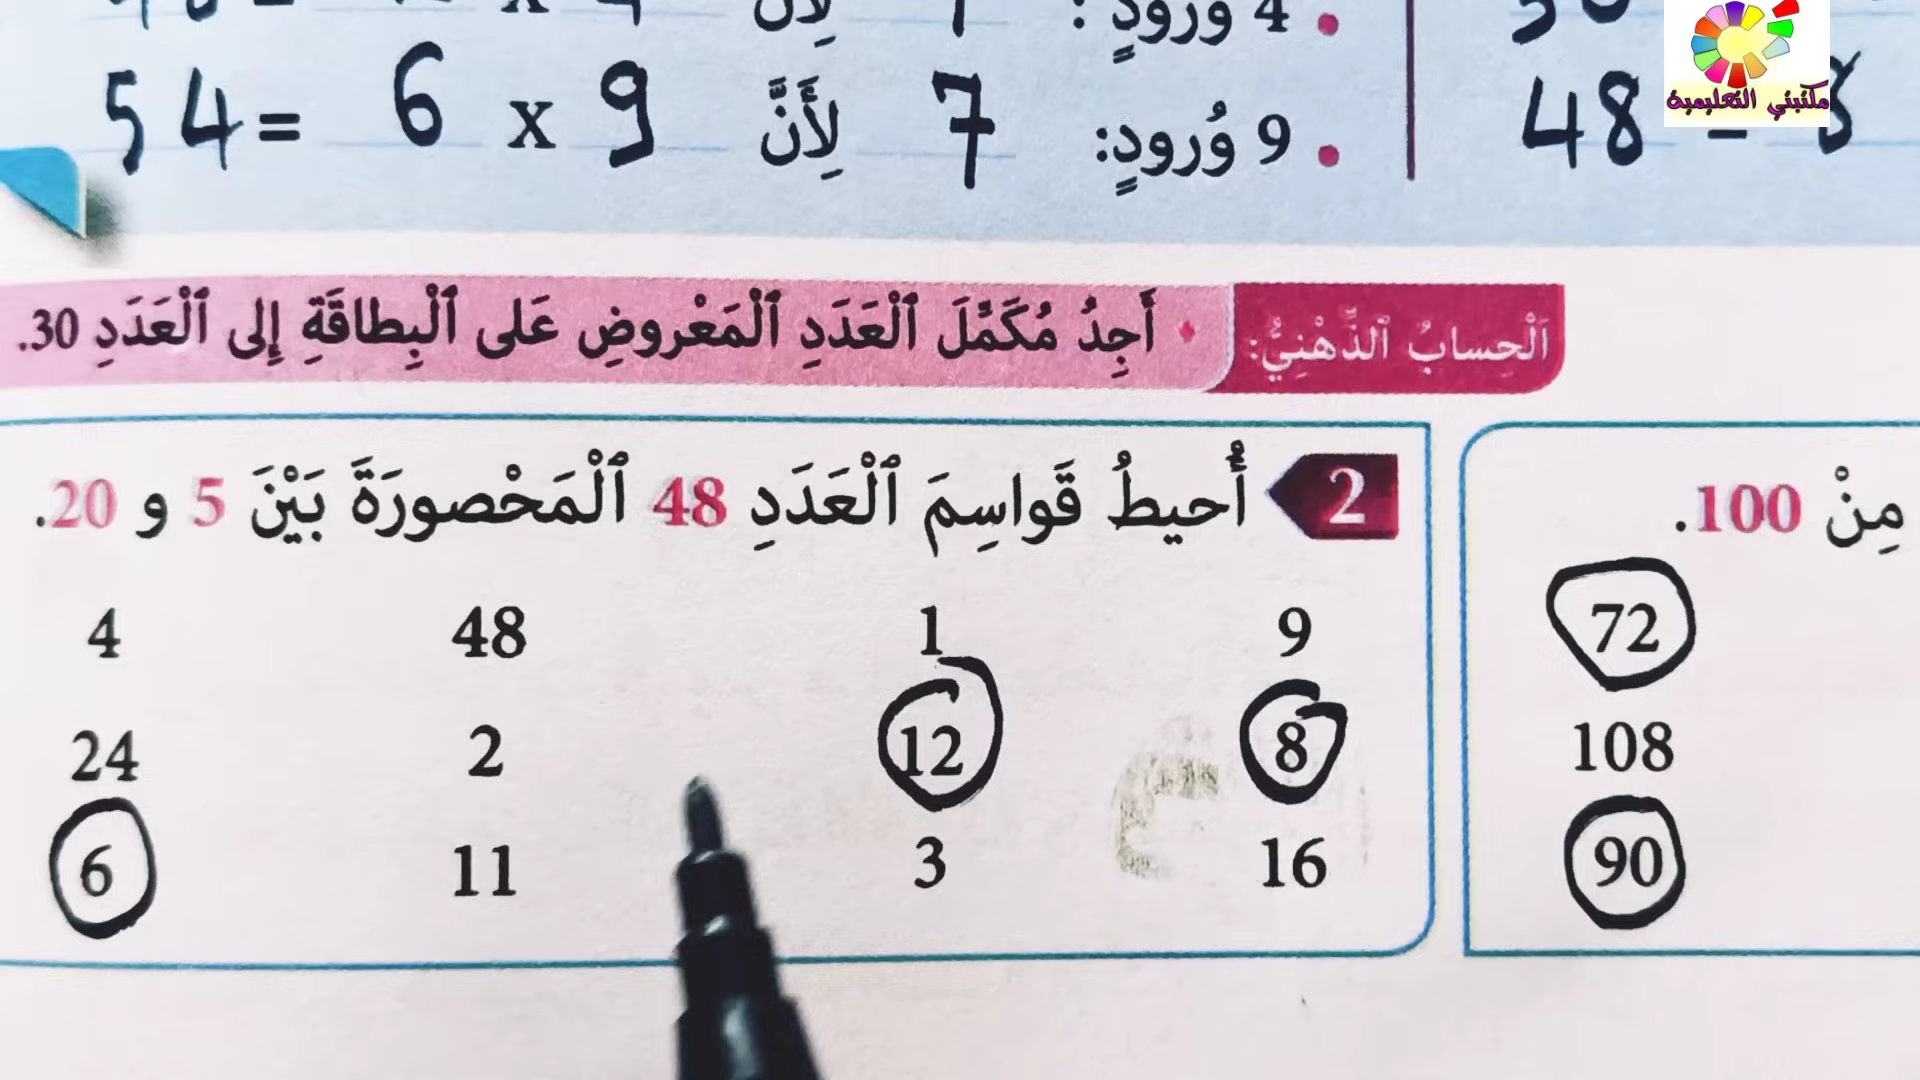 4 وُرودٍ :
9 وُرودٍ: 7 لِأَنَّ 9 x 6 = 54
48 =
مكتبتي التعليمية
اَلْحِسابُ ٱلذِّهْنِيُّ: أَجِدُ مُكَمِّلَ ٱلْعَدَدِ ٱلْمَعْروضِ عَلى ٱلْبِطاقَةِ إِلى ٱلْعَدَدِ 30.
مِنْ 100.
72
108
90
2 أُحيطُ قَواسِمَ ٱلْعَدَدِ 48 ٱلْمَحْصورَةَ بَيْنَ 5 و 20.
9 1 48 4
8 12 2 24
16 3 11 6